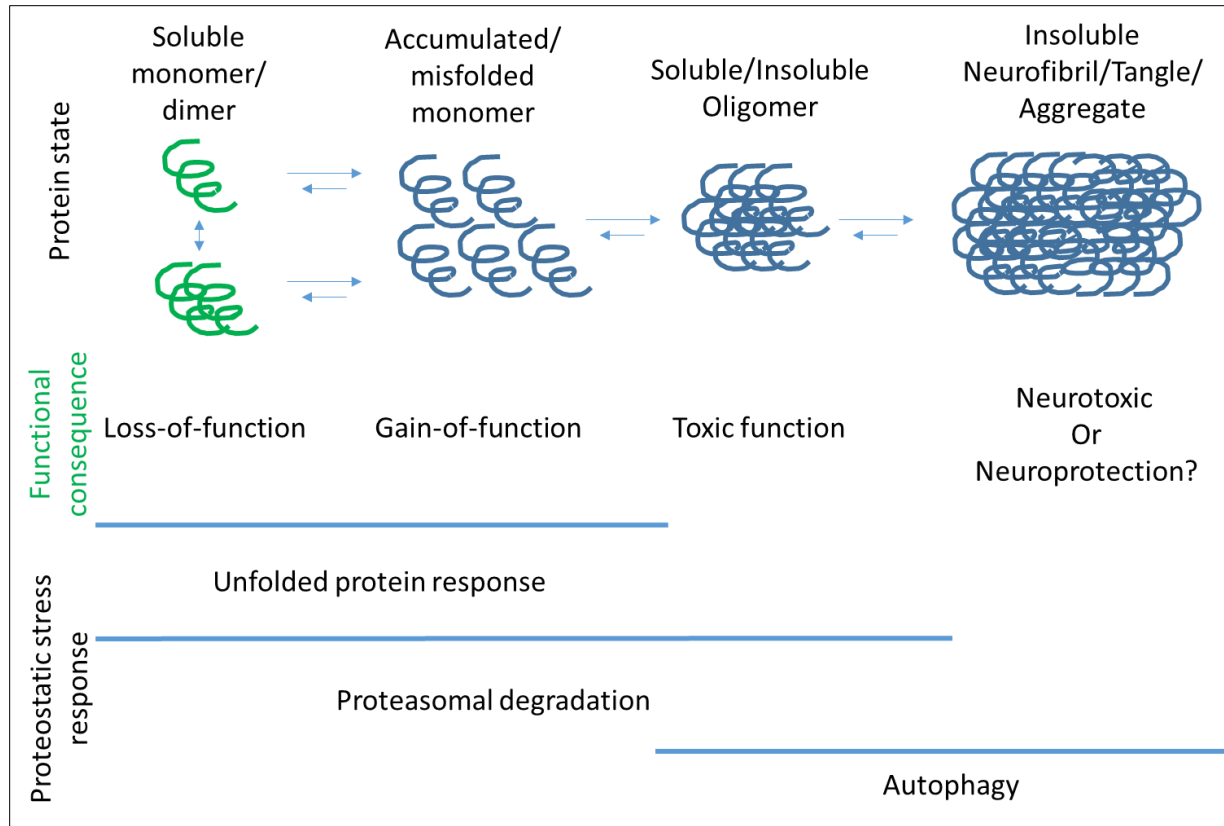 Soluble
monomer/
dimer
Accumulated/
misfolded
monomer
Soluble/Insoluble
Oligomer
Insoluble
Neurofibril/Tangle/
Aggregate
Protein state
Functional
consequence
Loss-of-function
Gain-of-function
Toxic function
Neurotoxic
Or
Neuroprotection?
Proteostatic stress
response
Unfolded protein response
Proteasomal degradation
Autophagy